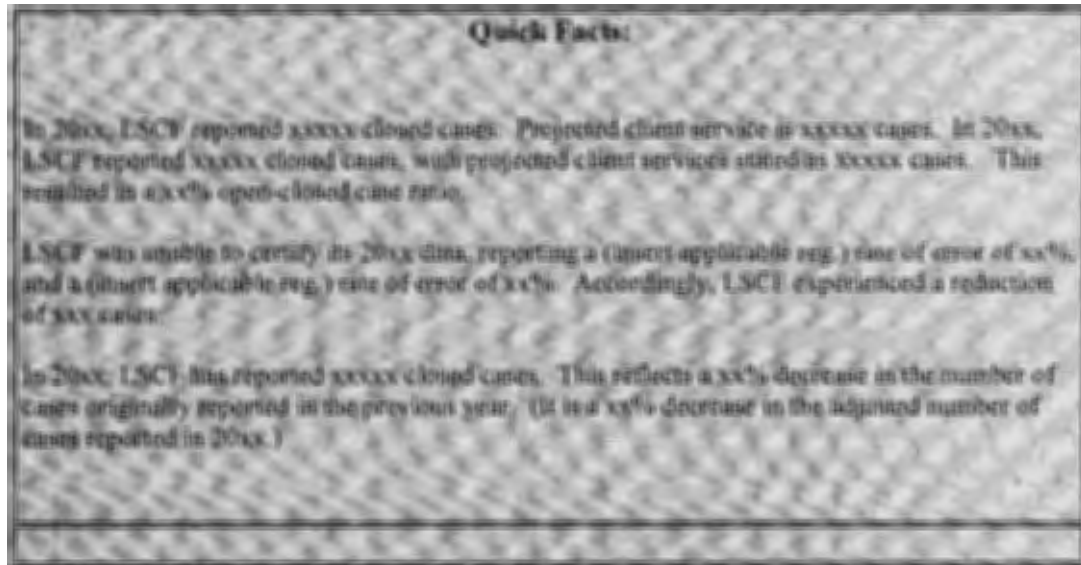 Quick Facts:
In 20xx, LSCF reported xxxxx closed cases. Projected client service is xxxxx cases. In 20xx,
LSCF reported xxxxx closed cases, with projected client services stated as xxxxx cases. This
resulted in a xx% open-closed case ratio.
LSCF was unable to certify its 20xx data, reporting a (insert applicable reg.) rate of error of xx%,
and a (insert applicable reg.) rate of error of xx%. Accordingly, LSCF experienced a reduction
of xxx cases.
In 20xx, LSCF has reported xxxxx closed cases. This reflects a xx% decrease in the number of
cases originally reported in the previous year. (It is a xx% decrease in the adjusted number of
cases reported in 20xx.)